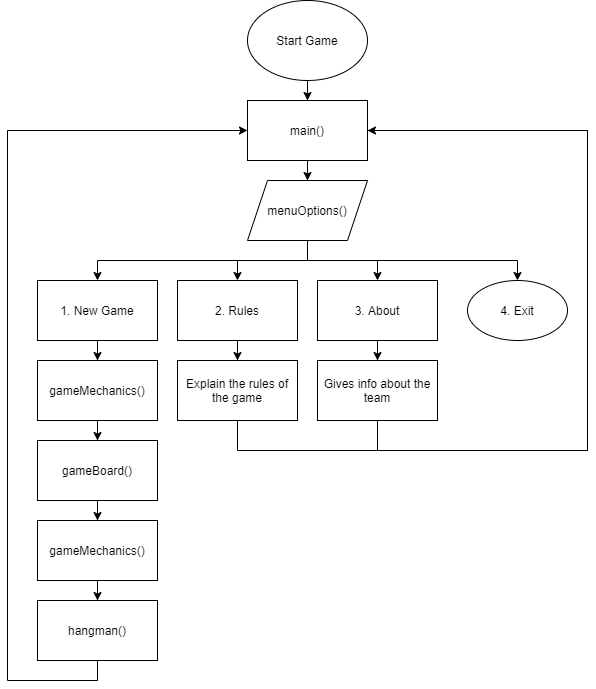 Start Game
main()
menuOptions()
1. New Game
2. Rules
3. About
4. Exit
gameMechanics()
Explain the rules of
the game
Gives info about the
team
gameBoard()
gameMechanics()
hangman()